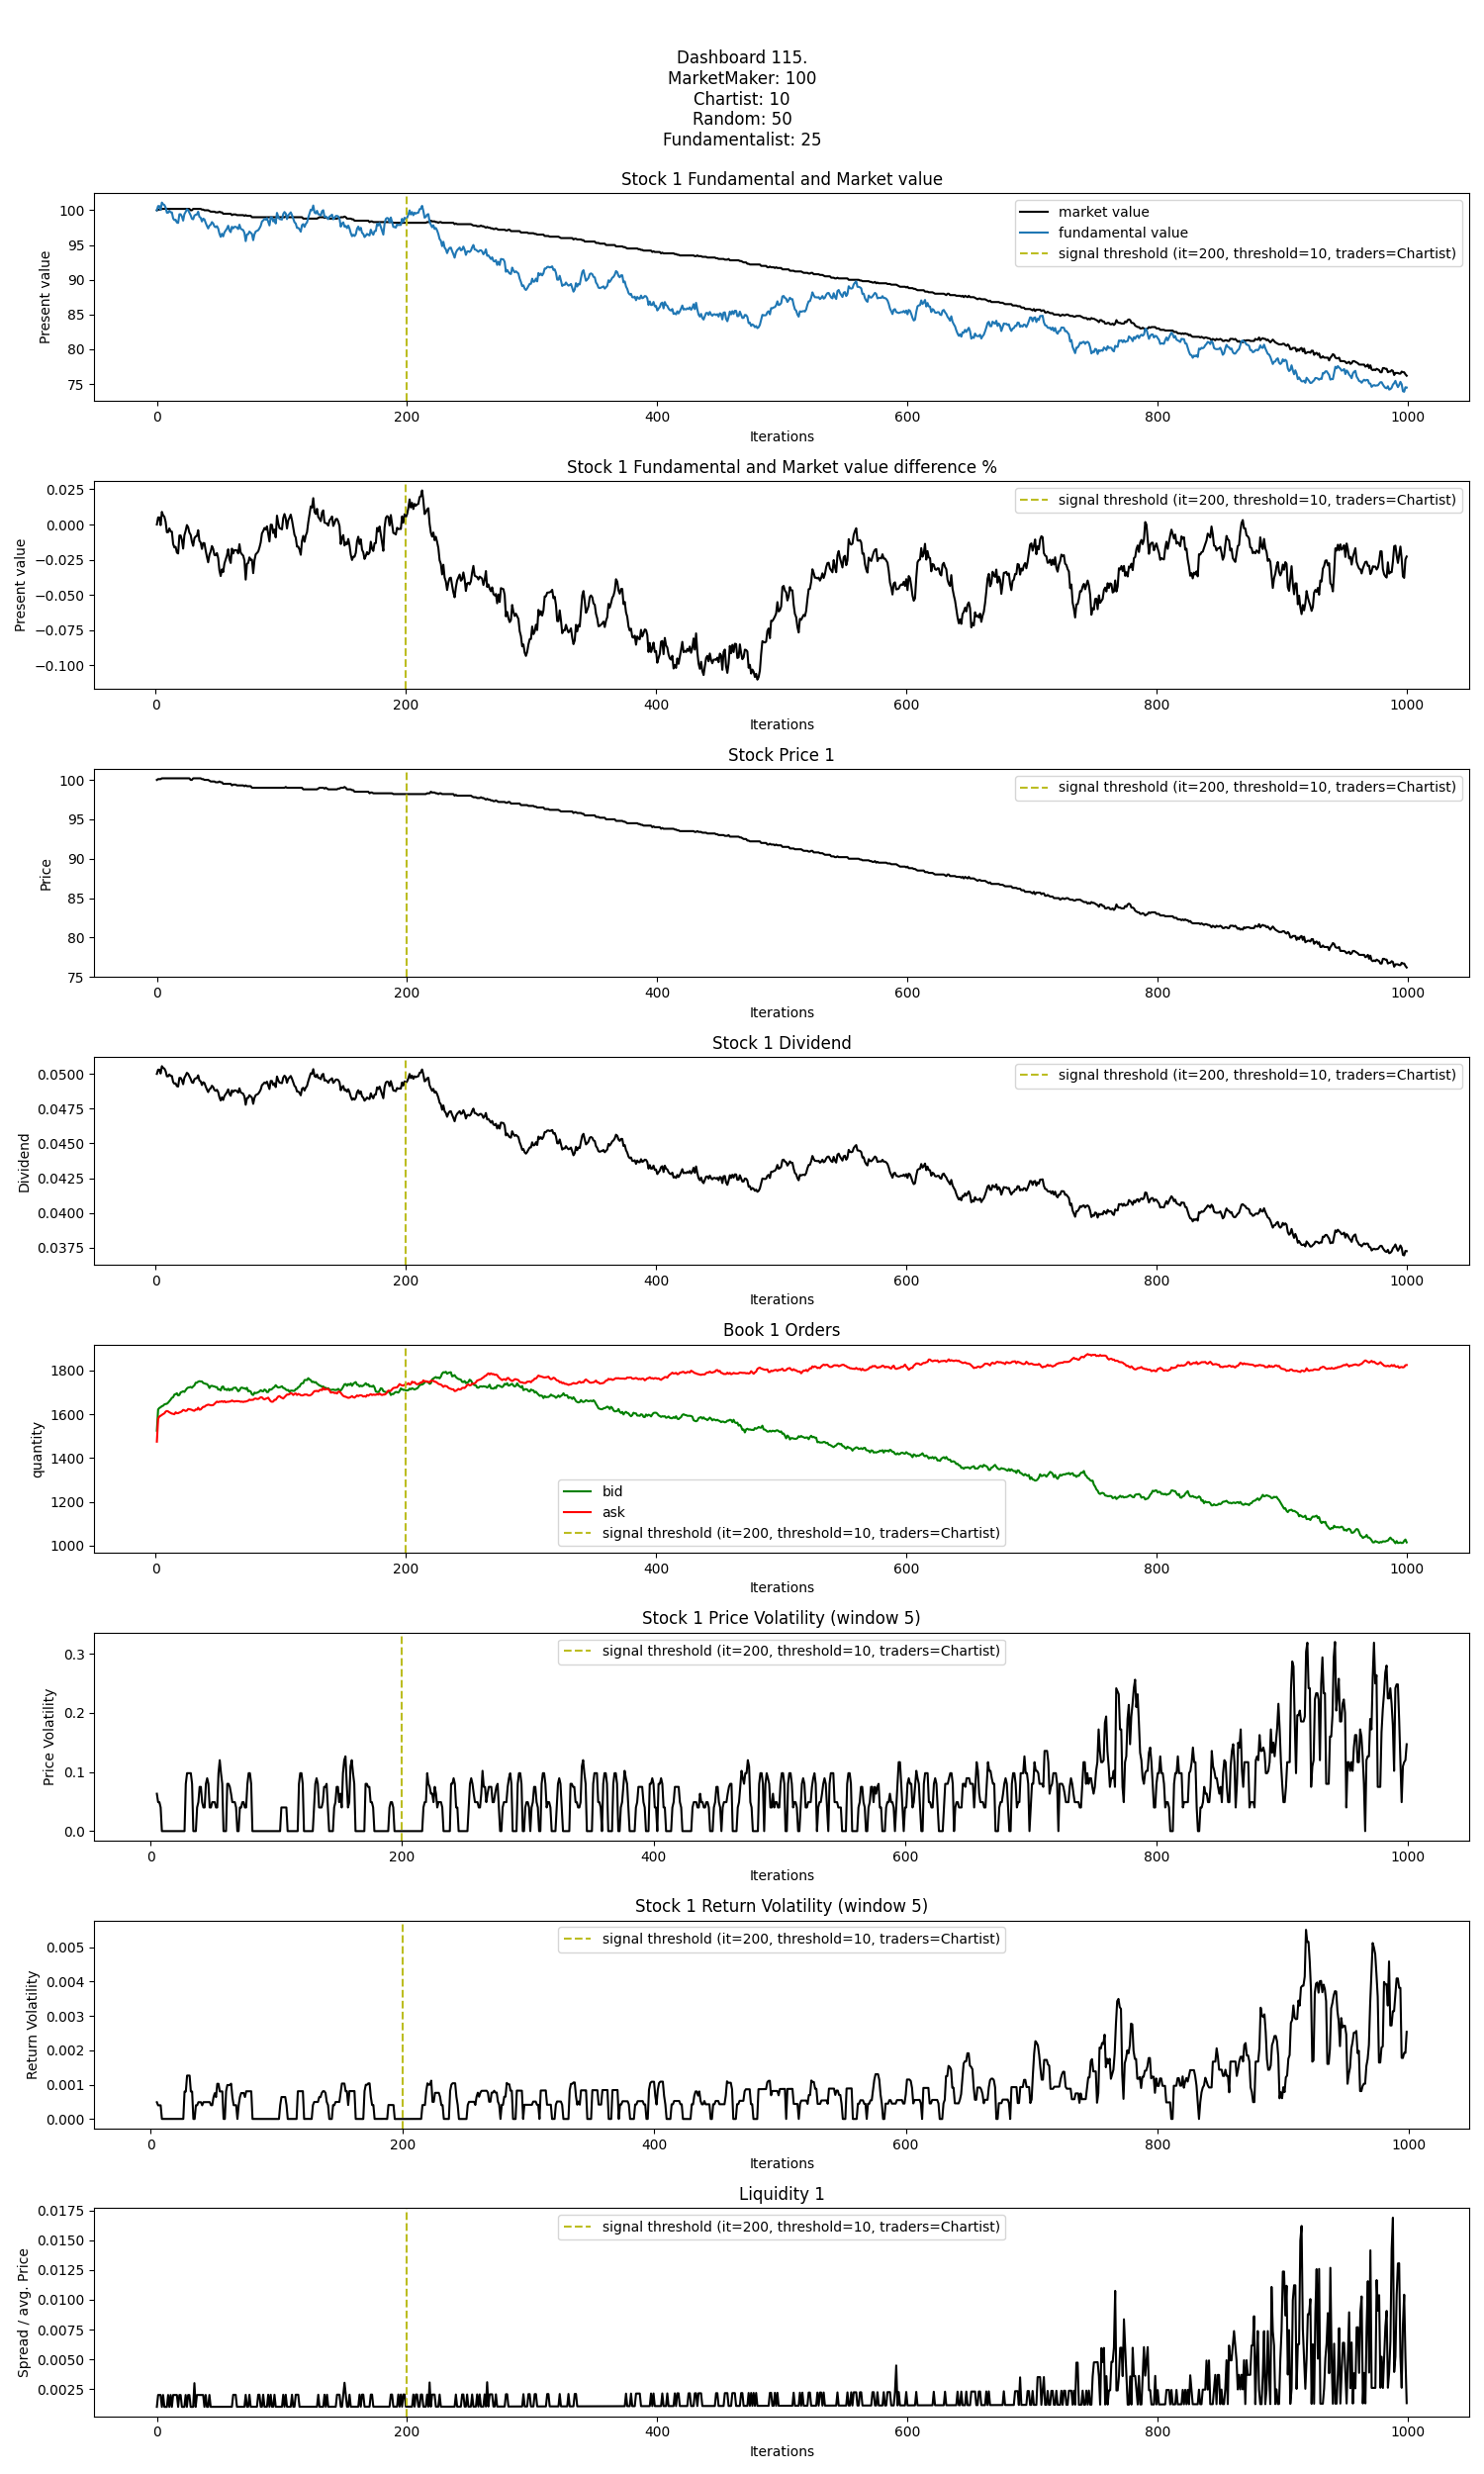 Dashboard 115.
MarketMaker: 100
Chartist: 10
Random: 50
Fundamentalist: 25
Stock 1 Fundamental and Market value
100
95
90
85
80
75
Present value
market value
fundamental value
signal threshold (it=200, threshold=10, traders=Chartist)
0 200 400 600 800 1000
Iterations
Stock 1 Fundamental and Market value difference %
0.025
0.000
−0.025
−0.050
−0.075
−0.100
Present value
signal threshold (it=200, threshold=10, traders=Chartist)
0 200 400 600 800 1000
Iterations
Stock Price 1
100
95
90
85
80
75
Price
signal threshold (it=200, threshold=10, traders=Chartist)
0 200 400 600 800 1000
Iterations
Stock 1 Dividend
0.0500
0.0475
0.0450
0.0425
0.0400
0.0375
Dividend
signal threshold (it=200, threshold=10, traders=Chartist)
0 200 400 600 800 1000
Iterations
Book 1 Orders
1800
1600
1400
1200
1000
quantity
bid
ask
signal threshold (it=200, threshold=10, traders=Chartist)
0 200 400 600 800 1000
Iterations
Stock 1 Price Volatility (window 5)
0.3
0.2
0.1
0.0
Price Volatility
signal threshold (it=200, threshold=10, traders=Chartist)
0 200 400 600 800 1000
Iterations
Stock 1 Return Volatility (window 5)
0.005
0.004
0.003
0.002
0.001
0.000
Return Volatility
signal threshold (it=200, threshold=10, traders=Chartist)
0 200 400 600 800 1000
Iterations
Liquidity 1
0.0175
0.0150
0.0125
0.0100
0.0075
0.0050
0.0025
Spread / avg. Price
signal threshold (it=200, threshold=10, traders=Chartist)
0 200 400 600 800 1000
Iterations